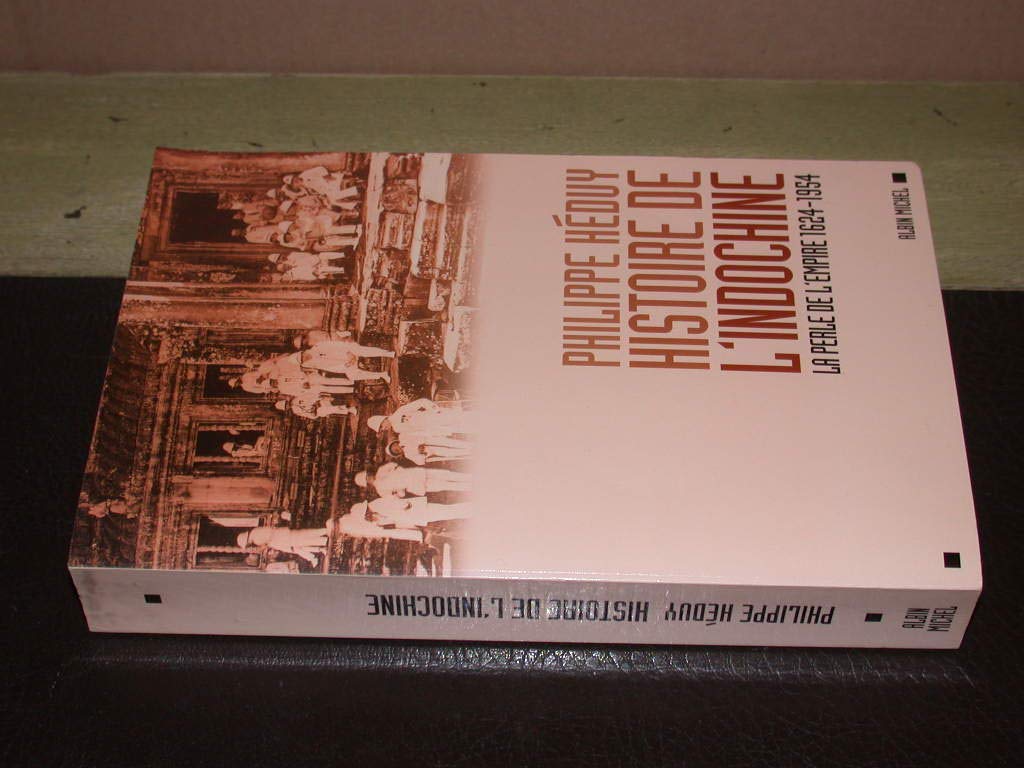 PHILIPPE HÉDUY
HISTOIRE DE
L'INDOCHINE
LA PERLE DE L'EMPIRE 1624-1954
ALBIN MICHEL
PHILIPPE HÉDUY HISTOIRE DE L'INDOCHINE
ALBIN
MICHEL